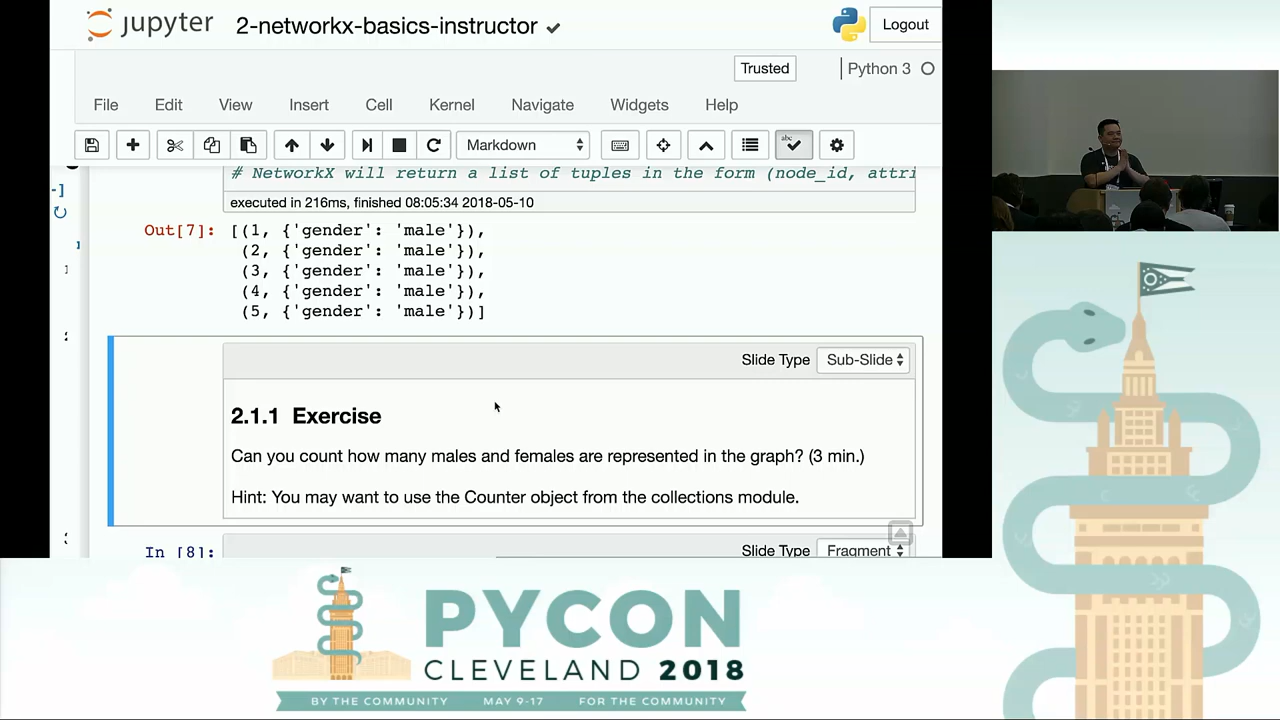 jupyter 2-networkx-basics-instructor Logout
Trusted Python 3
File Edit View Insert Cell Kernel Navigate Widgets Help
Markdown
# NetworkX will return a list of tuples in the form (node_id, attri
executed in 216ms, finished 08:05:34 2018-05-10
Out[7]: [(1, {'gender': 'male'}),
(2, {'gender': 'male'}),
(3, {'gender': 'male'}),
(4, {'gender': 'male'}),
(5, {'gender': 'male'})]
Slide Type Sub-Slide
2.1.1 Exercise
Can you count how many males and females are represented in the graph? (3 min.)
Hint: You may want to use the Counter object from the collections module.
In [8]: Slide Type Fragment
PYCON
CLEVELAND 2018
BY THE COMMUNITY MAY 9-17 FOR THE COMMUNITY